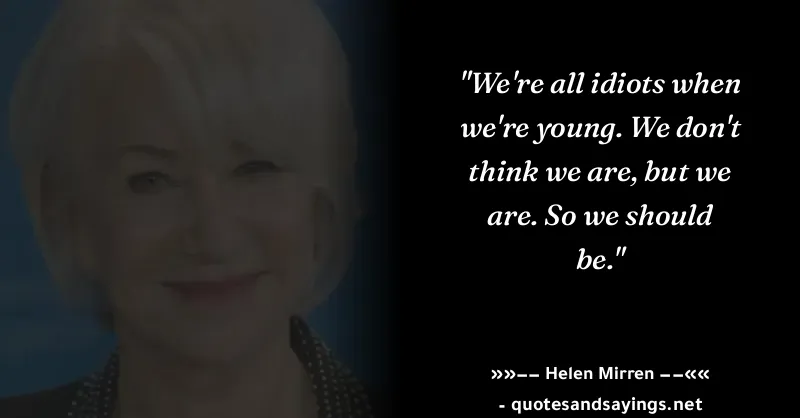 "We're all idiots when
we're young. We don't
think we are, but we
are. So we should
be."
»»−− Helen Mirren −−««
- quotesandsayings.net